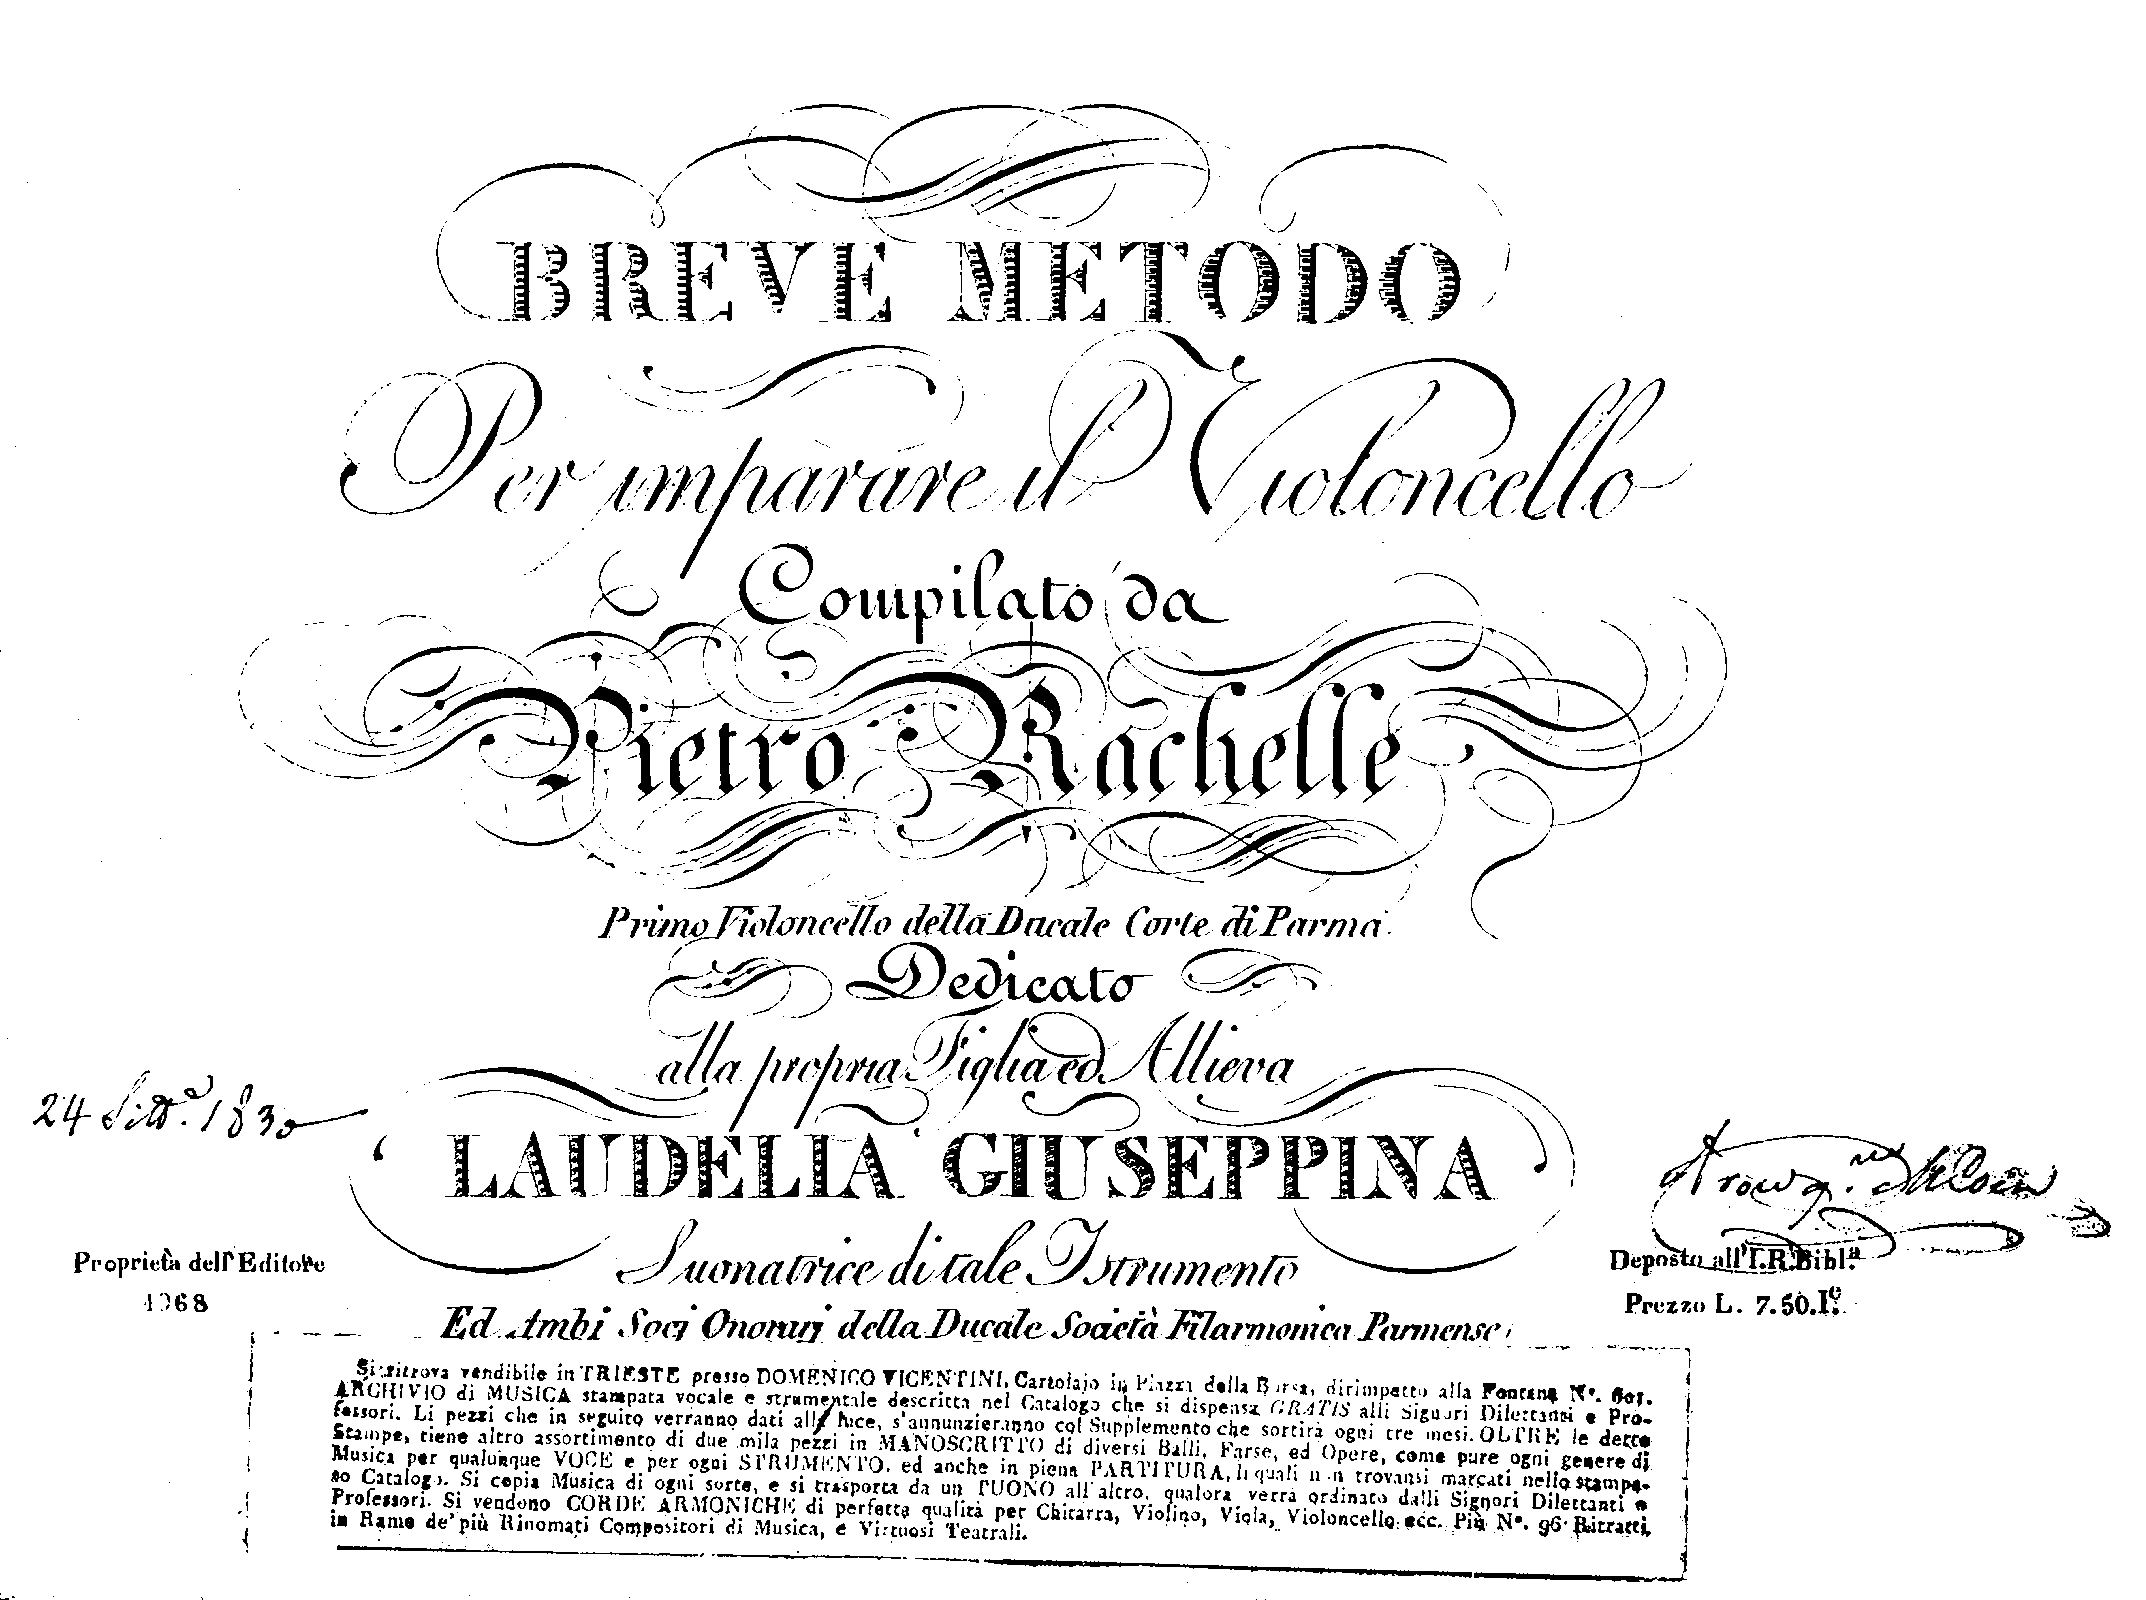 BREVE METODO
Per imparare il Violoncello
Compilato da
Pietro Rachelle
Primo Violoncello della Ducale Corte di Parma.
Dedicato
alla propria Figlia ed Allieva
24 Sett.e 1830
LAUDELIA GIUSEPPINA
Suonatrice di tale Istrumento
Proprietà dell'Editore
Deposto all'I.R.Bibl.a
Prezzo L. 7.50.It.
Ed Ambi Socj Onorarj della Ducale Società Filarmonica Parmense
Si ritrova vendibile in TRIESTE presso DOMENICO VICENTINI, Cartolajo in Piazza della Borsa, dirimpetto alla Fontana N°. 601.
ARCHIVIO di MUSICA stampata vocale e strumentale descritta nel Catalogo che si dispensa GRATIS alli Signori Dilettanti e Pro-
fessori. Li pezzi che in seguito verranno dati alla luce, s'annunzieranno col Supplemento che sortirà ogni tre mesi. OLTRE le dette
Stampe, tiene altro assortimento di due mila pezzi in MANOSCRITTO di diversi Balli, Farse, ed Opere, come pure ogni genere di
Musica per qualunque VOCE e per ogni STRUMENTO, ed anche in piena PARTITURA, li quali non trovansi marcati nello stampa-
to Catalogo. Si copia Musica di ogni sorte, e si trasporta da un TUONO all'altro, qualora verrà ordinato dalli Signori Dilettanti e
Professori. Si vendono CORDE ARMONICHE di perfetta qualità per Chitarra, Violino, Viola, Violoncello ecc. Più N°. 96 Ritratti
in Rame de' più Rinomati Compositori di Musica, e Virtuosi Teatrali.